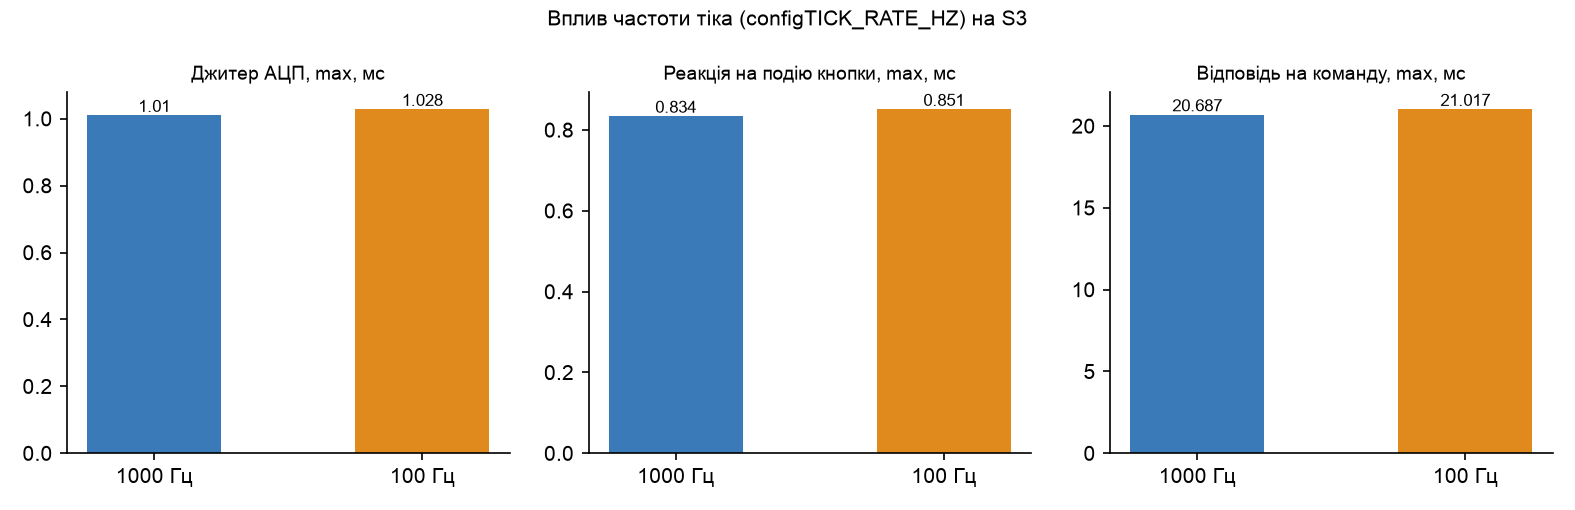 Вплив частоти тіка (configTICK_RATE_HZ) на S3
Джитер АЦП, max, мс
1.01
1.028
1.0
0.8
0.6
0.4
0.2
0.0
1000 Гц
100 Гц
Реакція на подію кнопки, max, мс
0.834
0.851
0.8
0.6
0.4
0.2
0.0
1000 Гц
100 Гц
Відповідь на команду, max, мс
20.687
21.017
20
15
10
5
0
1000 Гц
100 Гц